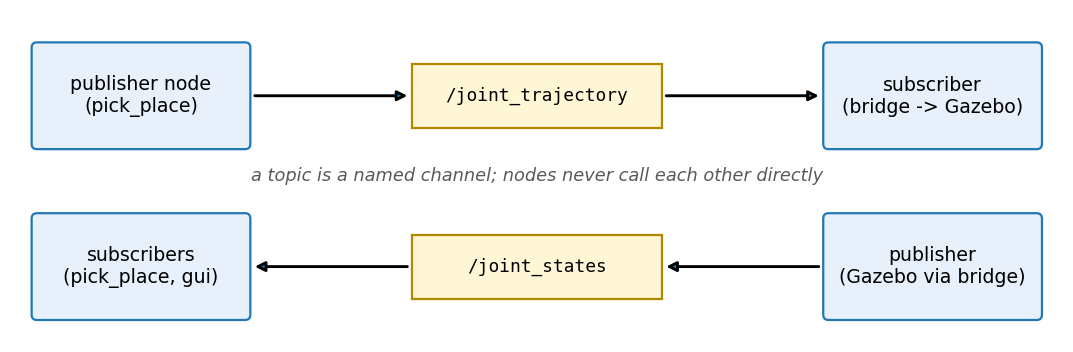 publisher node
(pick_place)
/joint_trajectory
subscriber
(bridge -> Gazebo)
a topic is a named channel; nodes never call each other directly
subscribers
(pick_place, gui)
/joint_states
publisher
(Gazebo via bridge)